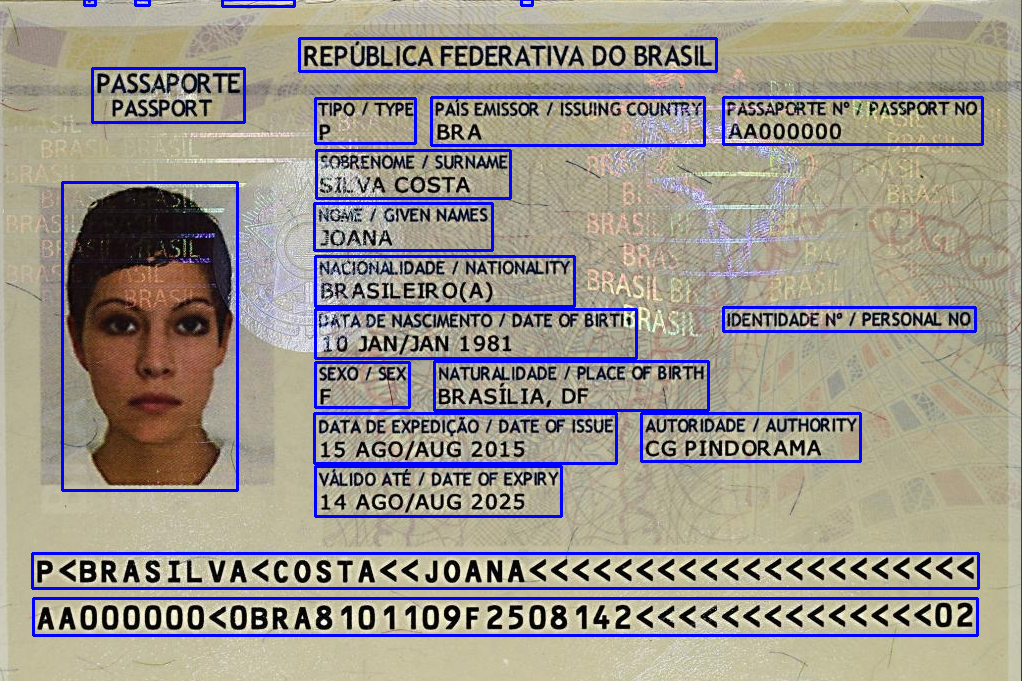 REPÚBLICA FEDERATIVA DO BRASIL
PASSAPORTE
PASSPORT
TIPO / TYPE PAÍS EMISSOR / ISSUING COUNTRY PASSAPORTE Nº / PASSPORT NO
P BRA AA000000
SOBRENOME / SURNAME
SILVA COSTA
NOME / GIVEN NAMES
JOANA
NACIONALIDADE / NATIONALITY
BRASILEIRO(A)
DATA DE NASCIMENTO / DATE OF BIRTH IDENTIDADE Nº / PERSONAL NO
10 JAN/JAN 1981
SEXO / SEX NATURALIDADE / PLACE OF BIRTH
F BRASÍLIA, DF
DATA DE EXPEDIÇÃO / DATE OF ISSUE AUTORIDADE / AUTHORITY
15 AGO/AUG 2015 CG PINDORAMA
VÁLIDO ATÉ / DATE OF EXPIRY
14 AGO/AUG 2025
P<BRASILVA<COSTA<<JOANA<<<<<<<<<<<<<<<<<<<<<
AA000000<0BRA8101109F2508142<<<<<<<<<<<<<<02